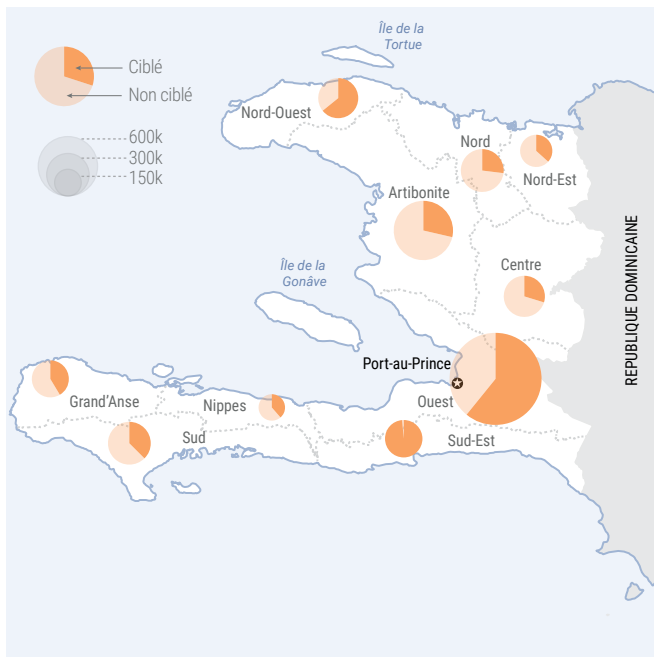 Île de la
Tortue
Ciblé
Non ciblé
Nord-Ouest
600k
300k
150k
Nord
Nord-Est
Artibonite
Centre
Île de la
Gonâve
REPUBLIQUE DOMINICAINE
Port-au-Prince
Grand'Anse
Nippes
Ouest
Sud
Sud-Est